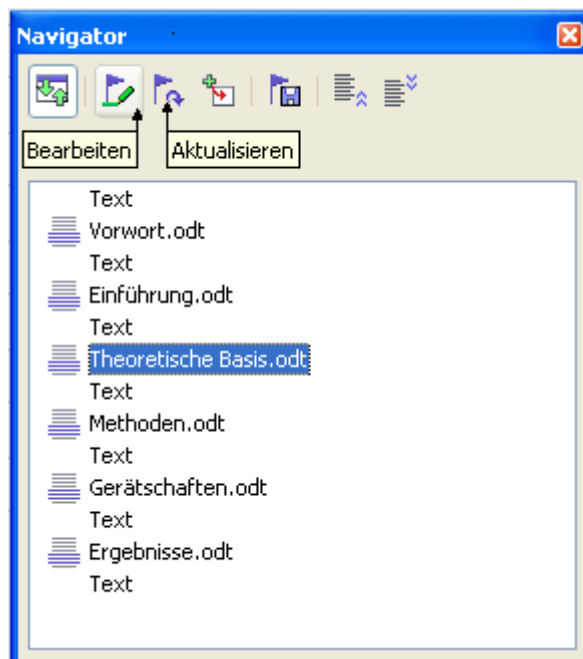 Navigator
Bearbeiten
Aktualisieren
Text
Vorwort.odt
Text
Einführung.odt
Text
Theoretische Basis.odt
Text
Methoden.odt
Text
Gerätschaften.odt
Text
Ergebnisse.odt
Text